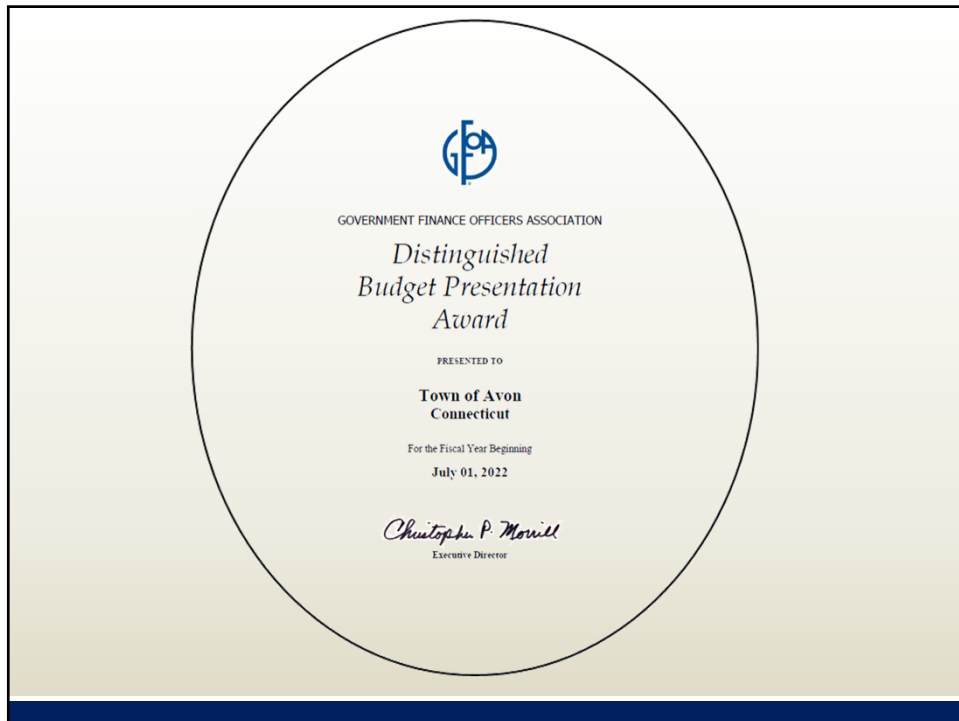 GFOA
GOVERNMENT FINANCE OFFICERS ASSOCIATION
Distinguished
Budget Presentation
Award
PRESENTED TO
Town of Avon
Connecticut
For the Fiscal Year Beginning
July 01, 2022
Christopher P. Morrill
Executive Director